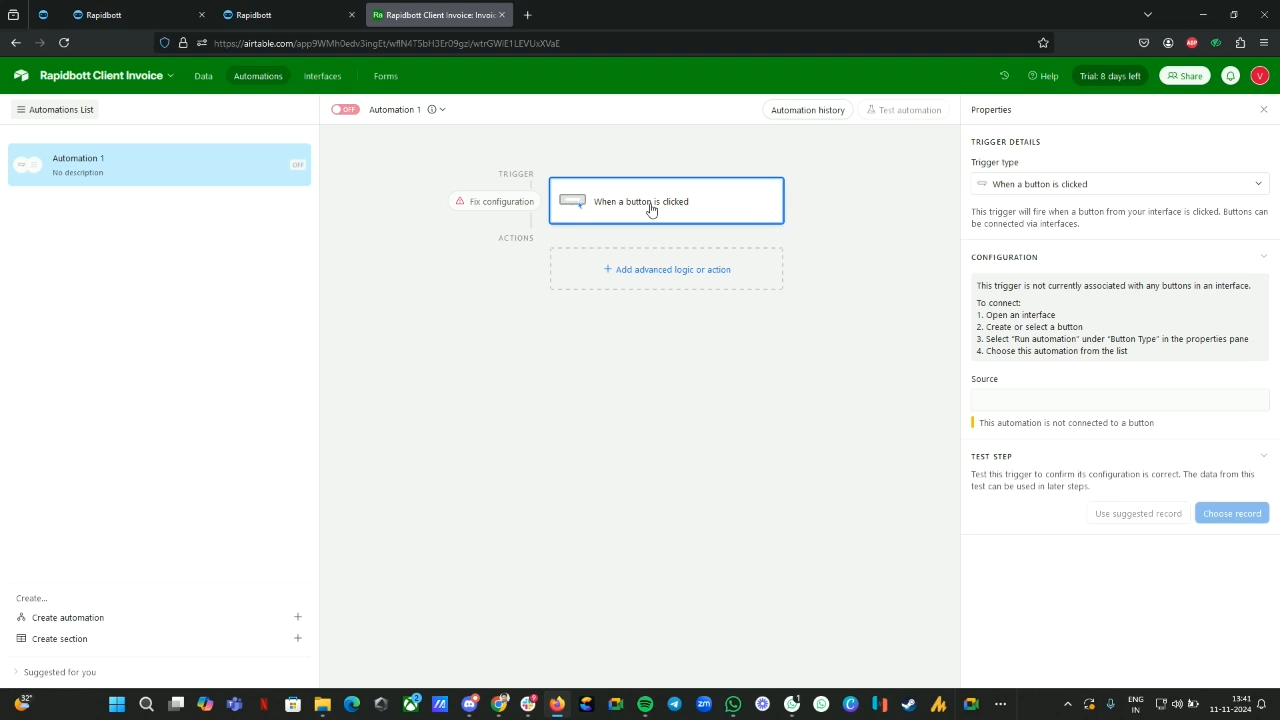 Rapidbott
Rapidbott
Rapidbott Client Invoice: Invoic
https://airtable.com/app9WMh0edv3ingEt/wflN4T5bH3Er09gzl/wtrGWiE1LEVUxXVaE
Rapidbott Client Invoice
Data
Automations
Interfaces
Forms
Help
Trial: 8 days left
Share
V
Automations List
OFF
Automation 1
Automation history
Test automation
Properties
Automation 1
No description
OFF
TRIGGER
Fix configuration
When a button is clicked
ACTIONS
+ Add advanced logic or action
TRIGGER DETAILS
Trigger type
When a button is clicked
This trigger will fire when a button from your interface is clicked. Buttons can
be connected via interfaces.
CONFIGURATION
This trigger is not currently associated with any buttons in an interface.
To connect:
1. Open an interface
2. Create or select a button
3. Select "Run automation" under "Button Type" in the properties pane
4. Choose this automation from the list
Source
This automation is not connected to a button
TEST STEP
Test this trigger to confirm its configuration is correct. The data from this
test can be used in later steps.
Use suggested record
Choose record
Create...
Create automation
Create section
Suggested for you
32°
ENG
IN
13:41
11-11-2024